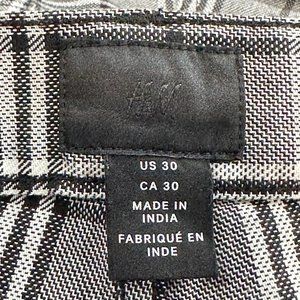 H&M
US 30
CA 30
MADE IN
INDIA
FABRIQUÉ EN
INDE